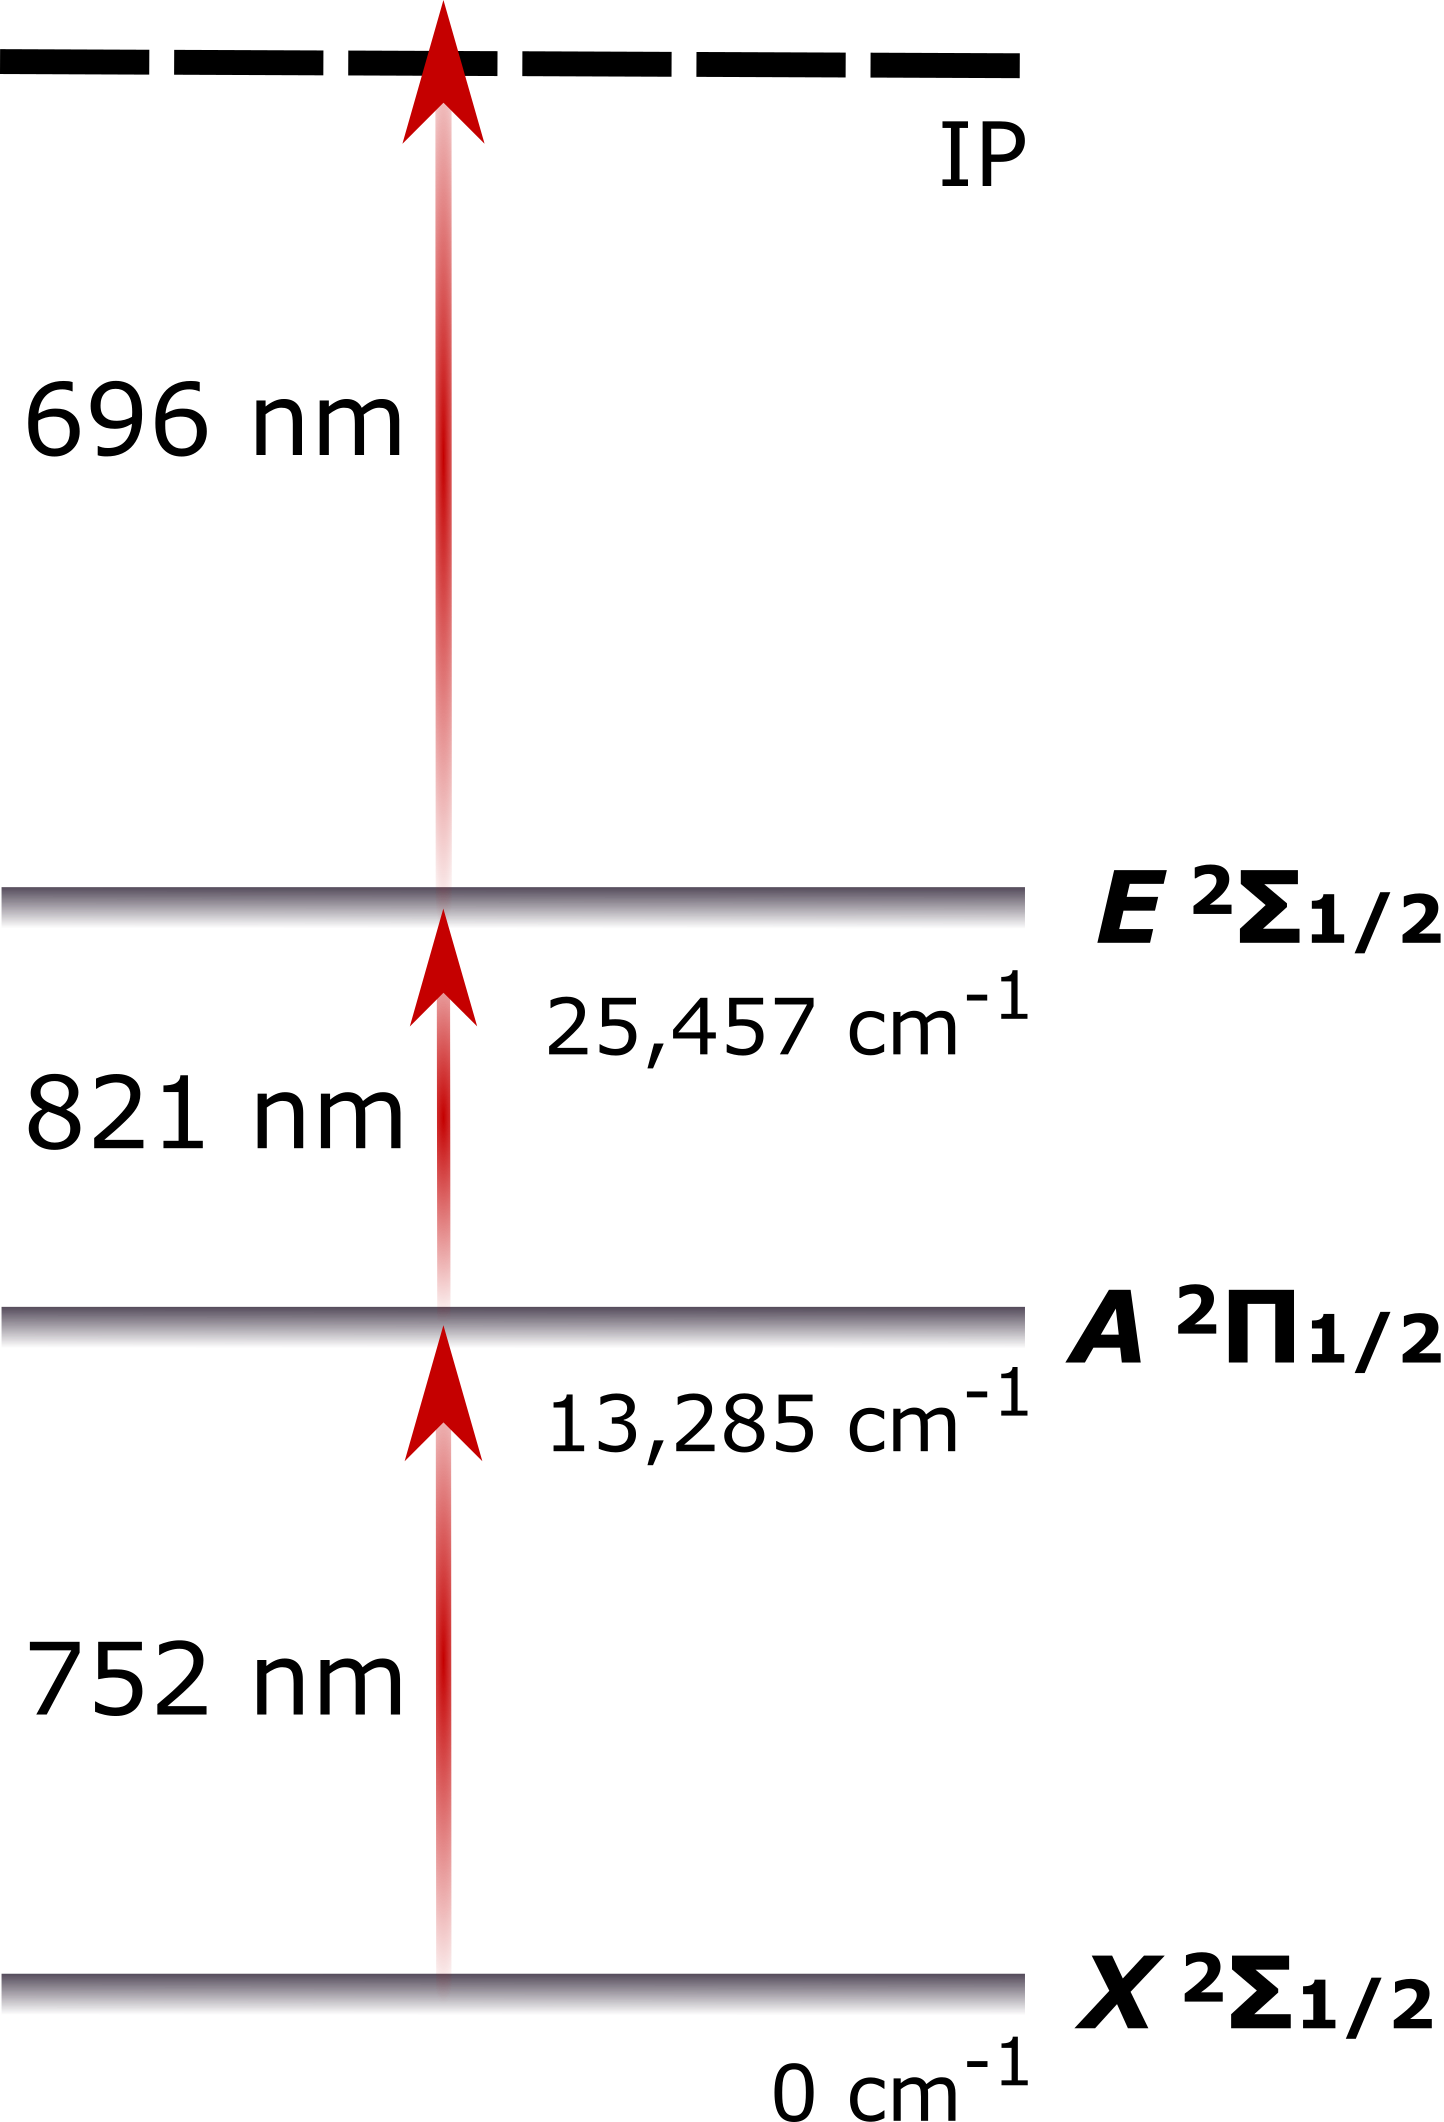 IP
696 nm
E ²Σ₁/₂
25,457 cm⁻¹
821 nm
A ²Π₁/₂
13,285 cm⁻¹
752 nm
X ²Σ₁/₂
0 cm⁻¹